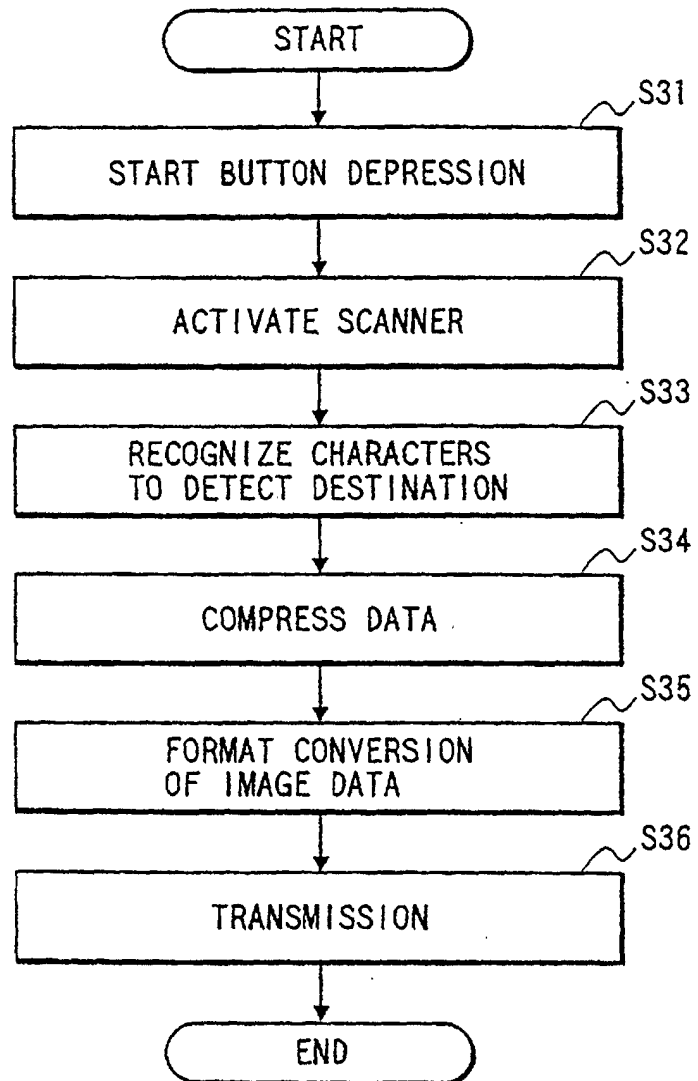 START
S31
START BUTTON DEPRESSION
S32
ACTIVATE SCANNER
S33
RECOGNIZE CHARACTERS
TO DETECT DESTINATION
S34
COMPRESS DATA
S35
FORMAT CONVERSION
OF IMAGE DATA
S36
TRANSMISSION
END